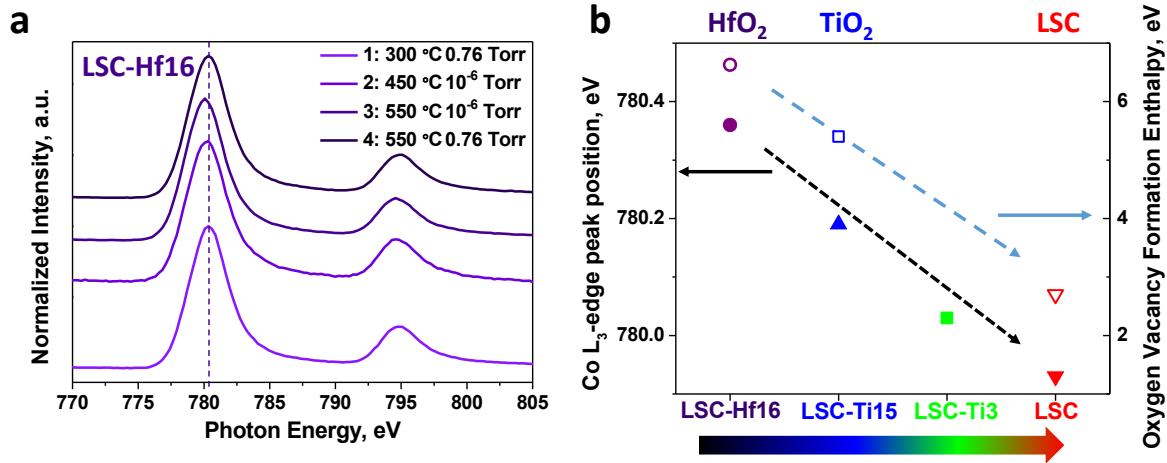 a
LSC-Hf16
1: 300 °C 0.76 Torr
2: 450 °C 10⁻⁶ Torr
3: 550 °C 10⁻⁶ Torr
4: 550 °C 0.76 Torr
Normalized Intensity, a.u.
770 775 780 785 790 795 800 805
Photon Energy, eV
b
HfO₂ TiO₂ LSC
Co L₃-edge peak position, eV
780.4
780.2
780.0
6
4
2
Oxygen Vacancy Formation Enthalpy, eV
LSC-Hf16 LSC-Ti15 LSC-Ti3 LSC